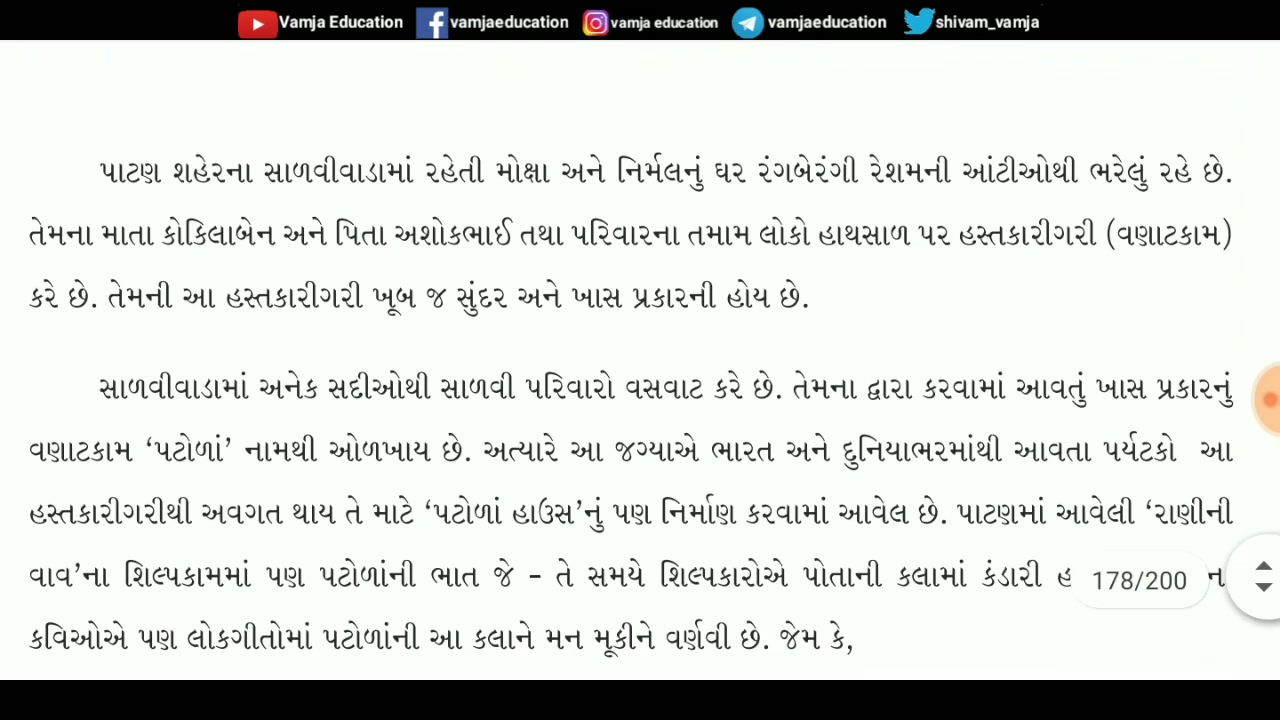 Vamja Education vamjaeducation vamja education vamjaeducation shivam_vamja
પાટણ શહેરના સાળવીવાડામાં રહેતી મોક્ષા અને નિર્મલનું ઘર રંગબેરંગી રેશમની આંટીઓથી ભરેલું રહે છે.
તેમના માતા કોકિલાબેન અને પિતા અશોકભાઈ તથા પરિવારના તમામ લોકો હાથસાળ પર હસ્તકારીગરી (વણાટકામ)
કરે છે. તેમની આ હસ્તકારીગરી ખૂબ જ સુંદર અને ખાસ પ્રકારની હોય છે.
સાળવીવાડામાં અનેક સદીઓથી સાળવી પરિવારો વસવાટ કરે છે. તેમના દ્વારા કરવામાં આવતું ખાસ પ્રકારનું
વણાટકામ ‘પટોળાં’ નામથી ઓળખાય છે. અત્યારે આ જગ્યાએ ભારત અને દુનિયાભરમાંથી આવતા પર્યટકો આ
હસ્તકારીગરીથી અવગત થાય તે માટે ‘પટોળાં હાઉસ’નું પણ નિર્માણ કરવામાં આવેલ છે. પાટણમાં આવેલી ‘રાણીની
વાવ’ના શિલ્પકામમાં પણ પટોળાંની ભાત જે - તે સમયે શિલ્પકારોએ પોતાની કલામાં કંડારી 178/200
કવિઓએ પણ લોકગીતોમાં પટોળાંની આ કલાને મન મૂકીને વર્ણવી છે. જેમ કે,